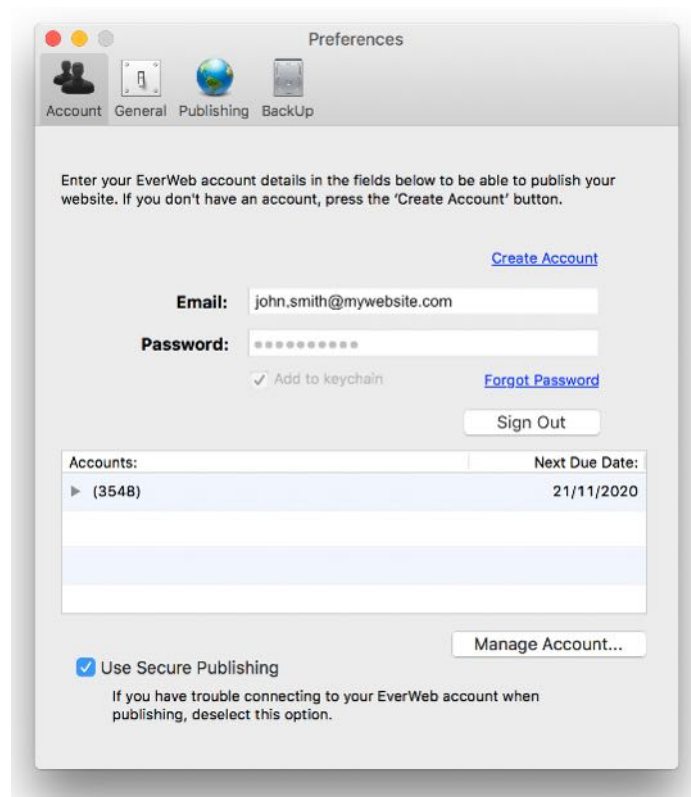 Preferences
Account General Publishing BackUp
Enter your EverWeb account details in the fields below to be able to publish your
website. If you don't have an account, press the ‘Create Account’ button.
Create Account
Email: john,smith@mywebsite.com
Password:
Add to keychain Forgot Password
Sign Out
Accounts: Next Due Date:
(3548) 21/11/2020
Manage Account...
Use Secure Publishing
If you have trouble connecting to your EverWeb account when
publishing, deselect this option.